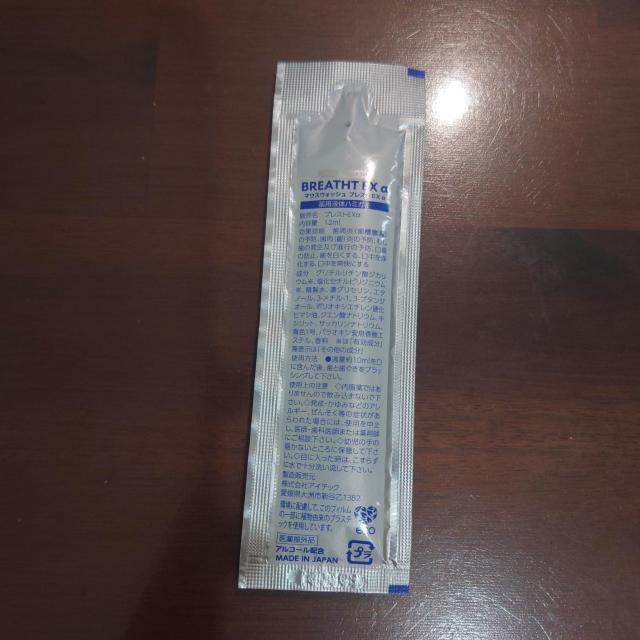 BREATHT EX α
マウスウォッシュ ブレストEX α
薬用液体ハミガキ
販売名 ブレストEXα
内容量 12ml
効果効能 歯周炎(歯槽膿漏)
の予防、歯肉(齦)炎の予防、むし
歯の発生及び進行の予防、口臭
の防止、歯を白くする、口中を浄
化する、口中を爽快にする
成分 グリチルリチン酸ジカリ
ウム※、塩化セチルピリジニウム
※、精製水、濃グリセリン、エタ
ノール、3-メチル-1,3-ブタンジ
オール、ポリオキシエチレン硬化
ヒマシ油、クエン酸ナトリウム、キ
シリット、サッカリンナトリウム、
青色1号、パラオキシ安息香酸エ
ステル、香料 ※は「有効成分」
無表示は「その他の成分」
使用方法 ●適量約10mlを口
に含んだ後、歯と歯ぐきをブラッ
シングして下さい。
使用上の注意 ◇内服薬ではあ
りませんので飲み込まないで下
さい。◇発疹・かゆみなどのアレ
ルギー、ぜんそく等の症状が
あらわれた場合には、使用を中止
し、医師・歯科医師または薬剤師
にご相談下さい。◇幼児の手の
届かないところに保管して下さ
い。◇目に入った時は、こすらず
に水で十分洗い流して下さい。
製造販売元
株式会社アイテック
愛媛県大洲市新谷乙1382
環境に配慮して、このフィルム
の一部に植物由来のプラスチ
ックを使用しています。
eco
医薬部外品
アルコール配合
プラ
MADE IN JAPAN